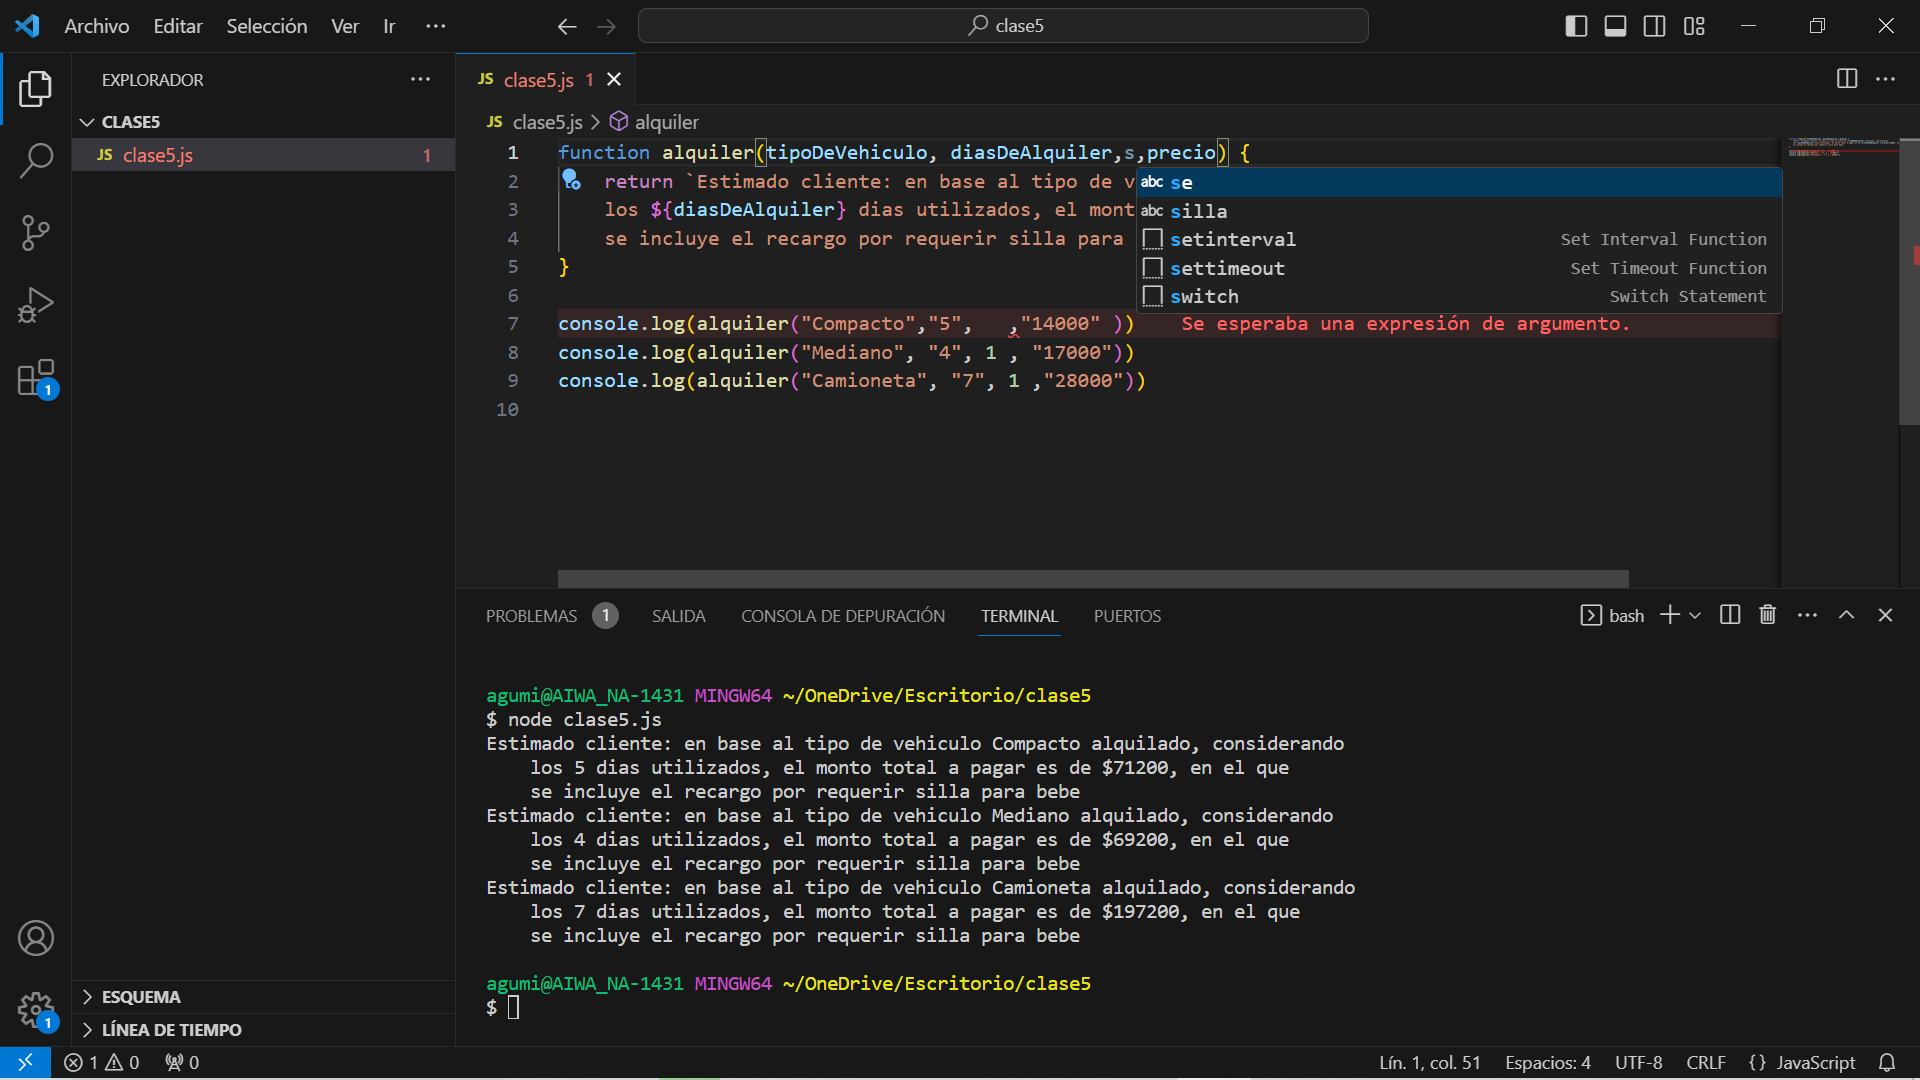 Archivo Editar Selección Ver Ir ··· clase5
EXPLORADOR ···
CLASE5
JS clase5.js 1
ESQUEMA
LÍNEA DE TIEMPO
JS clase5.js 1
JS clase5.js > alquiler
1 function alquiler(tipoDeVehiculo, diasDeAlquiler,s,precio) {
2 return `Estimado cliente: en base al tipo de v
3 los ${diasDeAlquiler} dias utilizados, el mont
4 se incluye el recargo por requerir silla para
5 }
6
7 console.log(alquiler("Compacto","5",   ,"14000" )) Se esperaba una expresión de argumento.
8 console.log(alquiler("Mediano", "4", 1 , "17000"))
9 console.log(alquiler("Camioneta", "7", 1 ,"28000"))
10
abc se
abc silla
setinterval Set Interval Function
settimeout Set Timeout Function
switch Switch Statement
PROBLEMAS 1 SALIDA CONSOLA DE DEPURACIÓN TERMINAL PUERTOS bash
agumi@AIWA_NA-1431 MINGW64 ~/OneDrive/Escritorio/clase5
$ node clase5.js
Estimado cliente: en base al tipo de vehiculo Compacto alquilado, considerando
los 5 dias utilizados, el monto total a pagar es de $71200, en el que
se incluye el recargo por requerir silla para bebe
Estimado cliente: en base al tipo de vehiculo Mediano alquilado, considerando
los 4 dias utilizados, el monto total a pagar es de $69200, en el que
se incluye el recargo por requerir silla para bebe
Estimado cliente: en base al tipo de vehiculo Camioneta alquilado, considerando
los 7 dias utilizados, el monto total a pagar es de $197200, en el que
se incluye el recargo por requerir silla para bebe
agumi@AIWA_NA-1431 MINGW64 ~/OneDrive/Escritorio/clase5
$
1
1
1 0 0 Lín. 1, col. 51 Espacios: 4 UTF-8 CRLF {} JavaScript